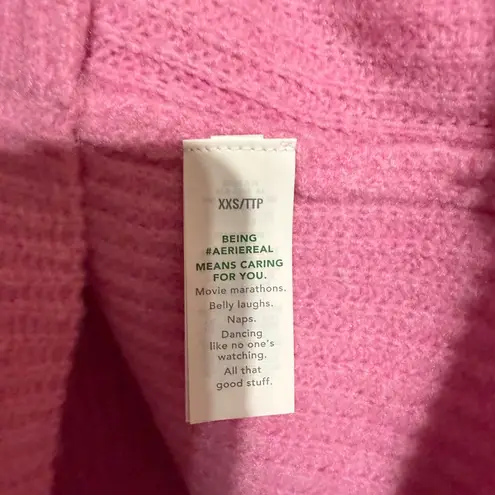 XXS/TTP
BEING
#AERIEREAL
MEANS CARING
FOR YOU.
Movie marathons.
Belly laughs.
Naps.
Dancing
like no one's
watching.
All that
good stuff.